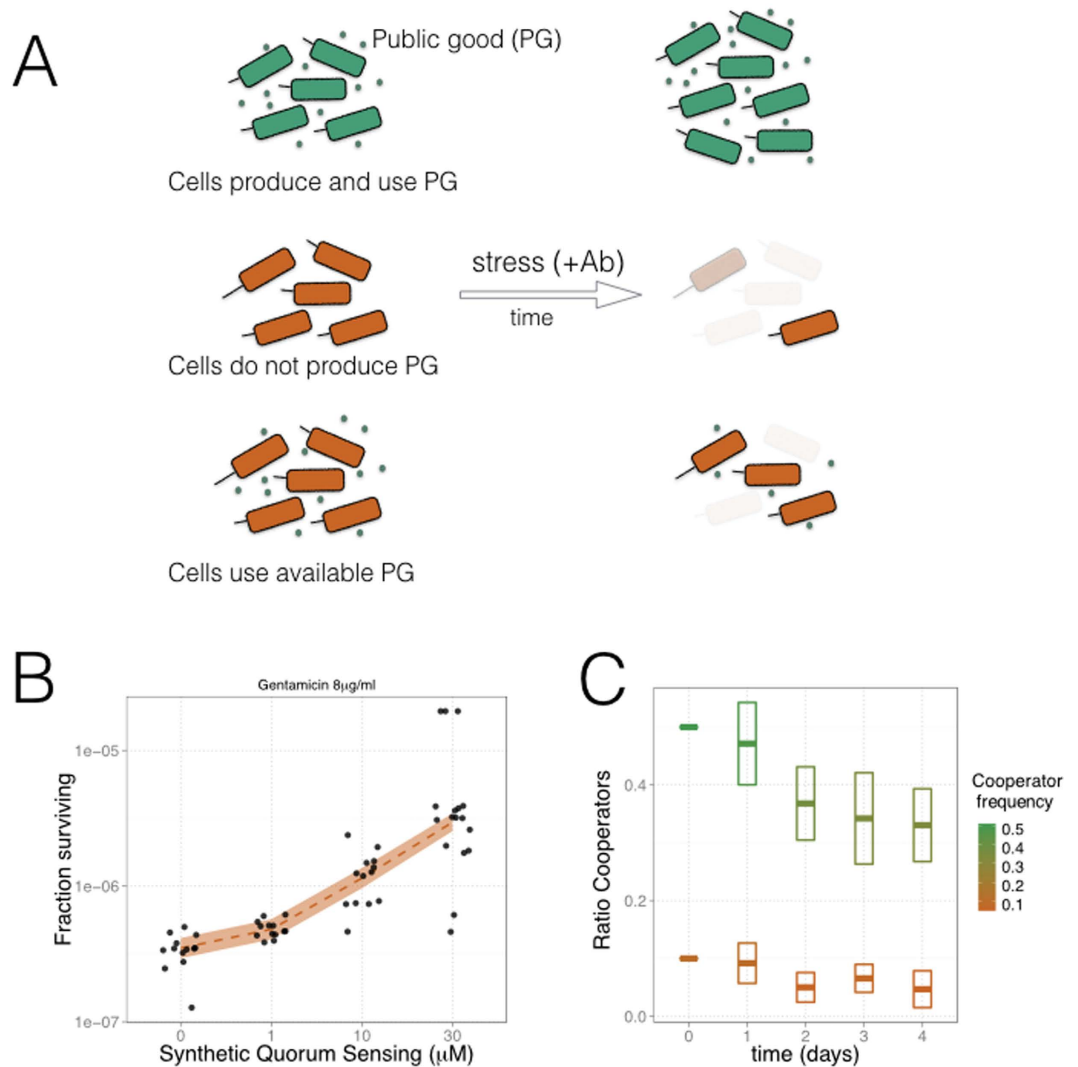 A
Public good (PG)
Cells produce and use PG
stress (+Ab)
time
Cells do not produce PG
Cells use available PG
B
Gentamicin 8µg/ml
Fraction surviving
1e−05
1e−06
1e−07
0 1 10 30
Synthetic Quorum Sensing (µM)
C
Ratio Cooperators
0.4
0.2
0.0
0 1 2 3 4
time (days)
Cooperator
frequency
0.5
0.4
0.3
0.2
0.1